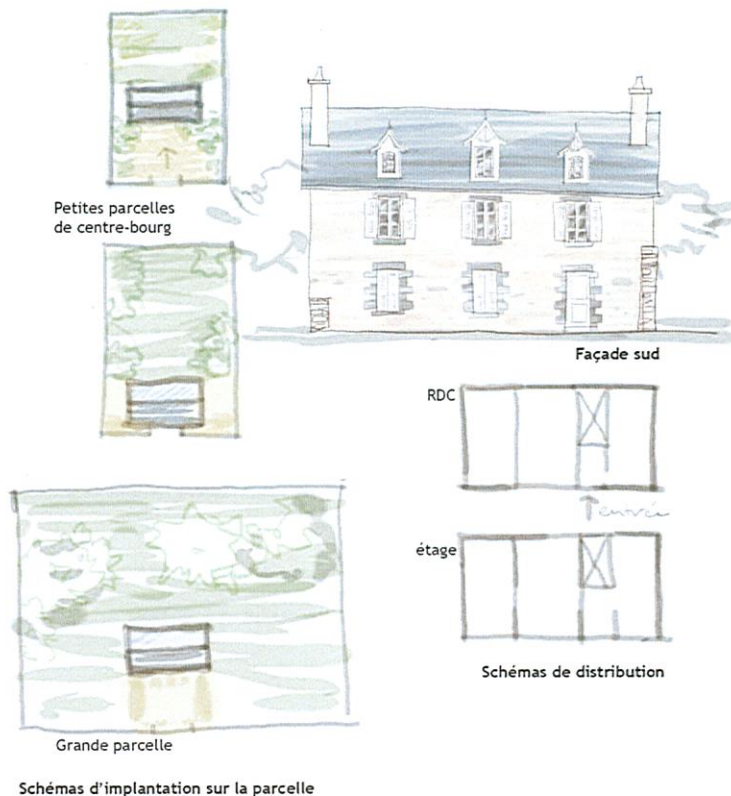 Petites parcelles
de centre-bourg
Façade sud
RDC
entrée
étage
Schémas de distribution
Grande parcelle
Schémas d'implantation sur la parcelle